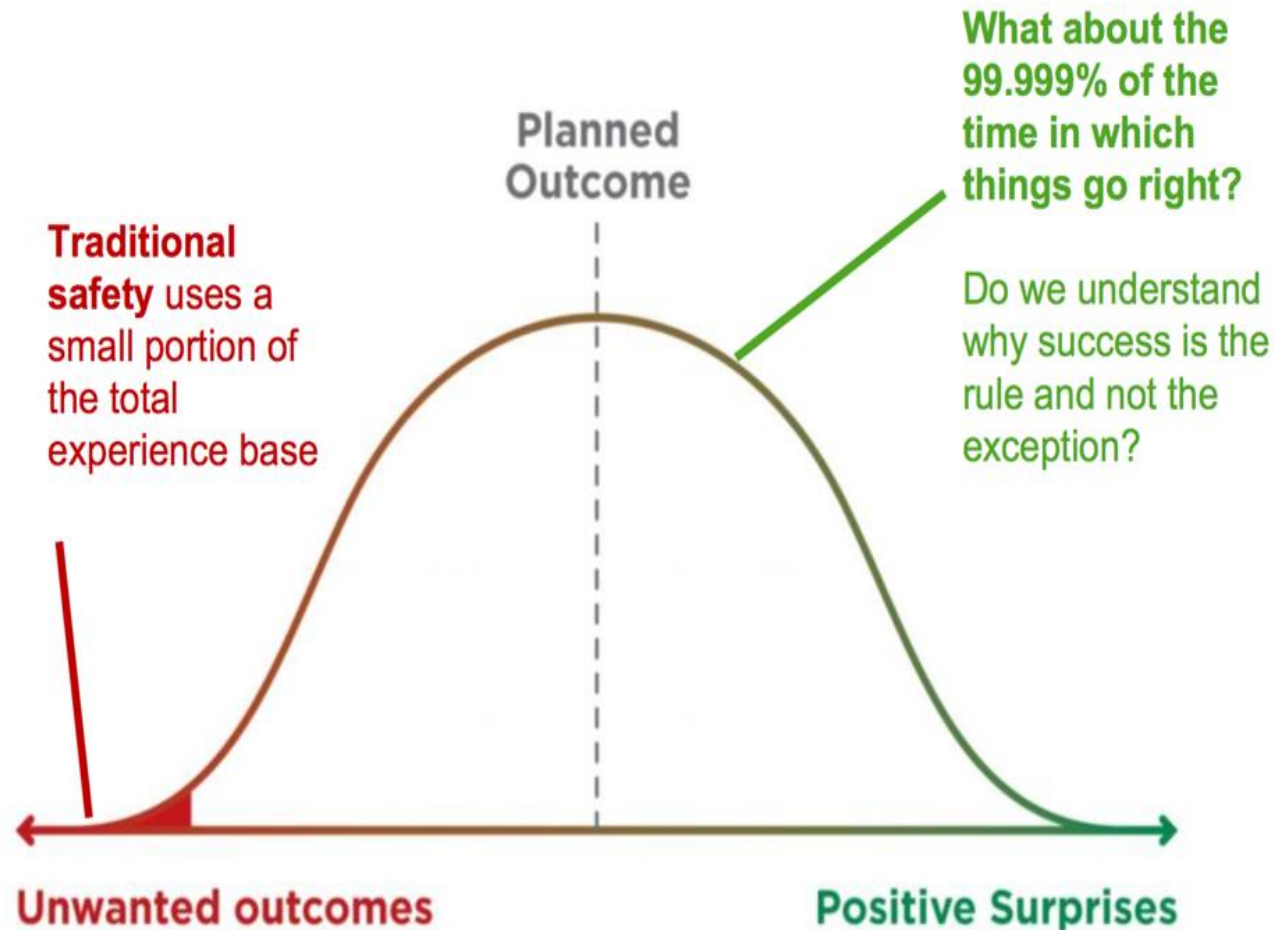 What about the
99.999% of the
time in which
things go right?
Do we understand
why success is the
rule and not the
exception?
Planned
Outcome
Traditional
safety uses a
small portion of
the total
experience base
Unwanted outcomes
Positive Surprises